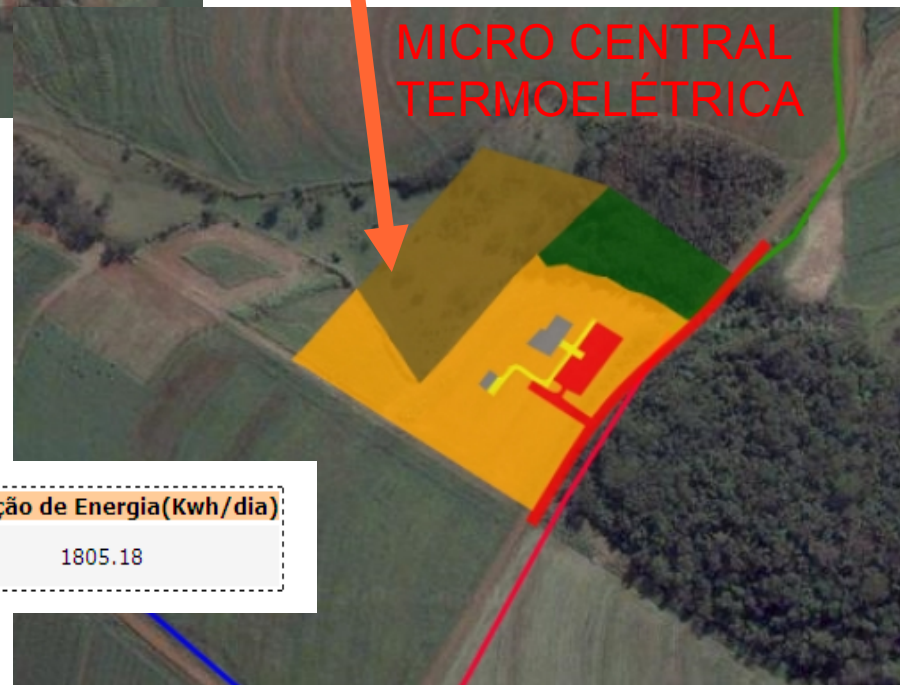 MICRO CENTRAL
TERMOELÉTRICA
ção de Energia(Kwh/dia)
1805.18